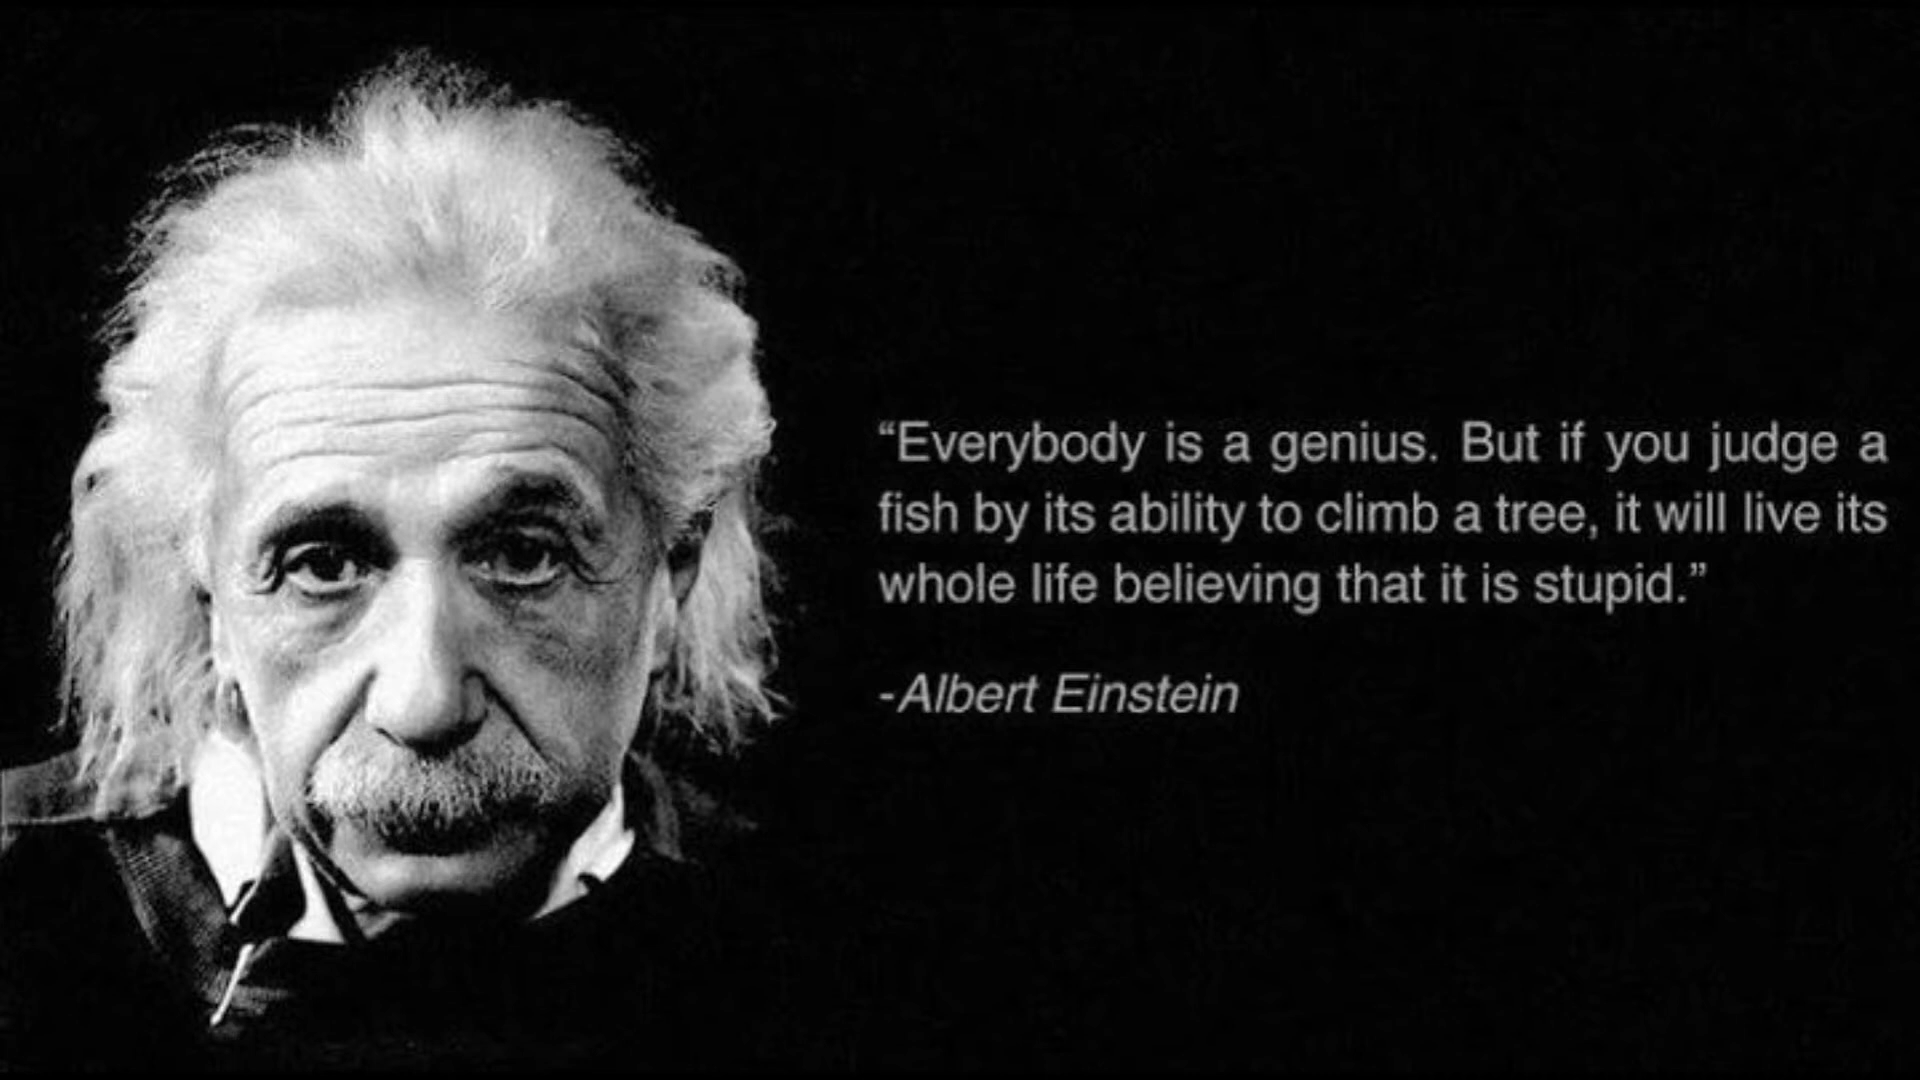 “Everybody is a genius. But if you judge a
fish by its ability to climb a tree, it will live its
whole life believing that it is stupid.”
-Albert Einstein